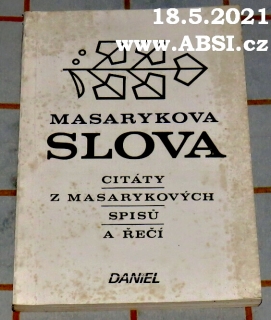 18.5.2021
www.ABSI.cz
MASARYKOVA
SLOVA
CITÁTY
Z MASARYKOVÝCH
SPISŮ
A ŘEČÍ
DANIEL